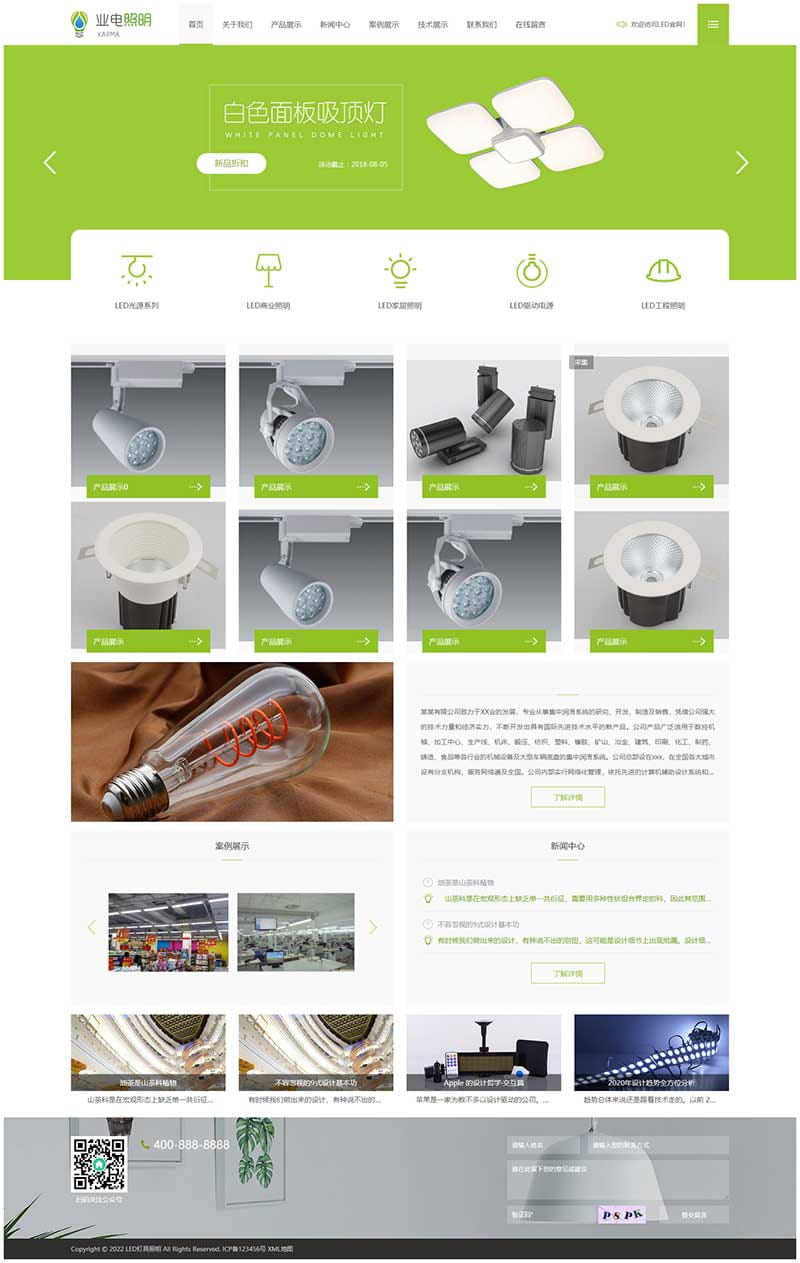 业电照明
KARMA
首页 关于我们 产品展示 新闻中心 案例展示 技术展示 联系我们 在线留言
欢迎访问LED官网!
白色面板吸顶灯
WHITE PANEL DOME LIGHT
新品折扣 活动截止：2018-08-05
LED光源系列 LED商业照明 LED家居照明 LED驱动电源 LED工程照明
采集
产品展示0 产品展示 产品展示 产品展示
产品展示 产品展示 产品展示 产品展示
某某有限公司致力于XX业的发展，专业从事集中润滑系统的研究、开发、制造及销售，凭借公司强大
的技术力量和经济实力，不断开发出具有国际先进技术水平的新产品。公司产品广泛适用于数控机
械、加工中心、生产线、机床、锻压、纺织、塑料、橡胶、矿山、冶金、建筑、印刷、化工、制药、
铸造、食品等各行业的机械设备及大型车辆底盘的集中润滑系统。公司总部设在xxx，在全国各大城市
设有分支机构，服务网络遍及全国。公司内部实行网络化管理，依托先进的计算机辅助设计系统和...
了解详情
案例展示
新闻中心
地茶是山茶科植物
山茶科是在宏观形态上缺乏单一共衍征，需要用多种性状组合界定的科，因此其范围...
不容忽视的9式设计基本功
有时候我们做出来的设计，有种说不出的别扭，这可能是设计细节上出现纰漏。设计细...
了解详情
地茶是山茶科植物 不容忽视的9式设计基本功 Apple 的设计哲学·交互篇 2020年设计趋势全方位分析
山茶科是在宏观形态上缺乏单一共衍征... 有时候我们做出来的设计，有种说不出的... 苹果是一家为数不多以设计驱动的公司。... 趋势总体来说还是跟着技术走的。以前 2...
400-888-8888
扫码关注公众号
请输入姓名 请输入您的联系方式
请在此留下您的意见或建议
验证码* P8PK 提交留言
Copyright © 2022 LED灯具照明 All Rights Reserved. ICP备123456号 XML地图